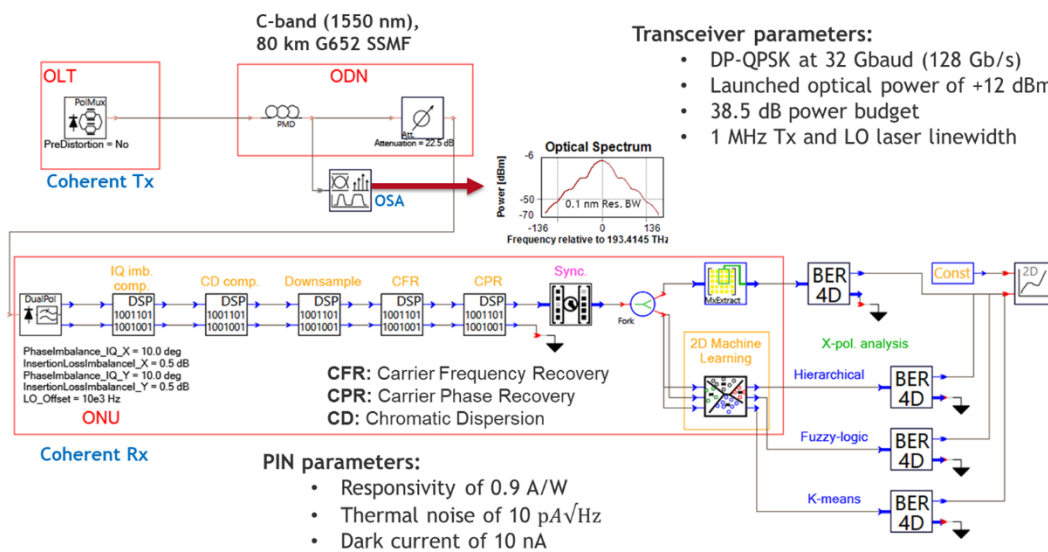 C-band (1550 nm),
80 km G652 SSMF
Transceiver parameters:
• DP-QPSK at 32 Gbaud (128 Gb/s)
• Launched optical power of +12 dBm
• 38.5 dB power budget
• 1 MHz Tx and LO laser linewidth
OLT
PolMux
PreDistortion = No
Coherent Tx
ODN
PMD
Att.
Attenuation = 22.5 dB
OSA
Optical Spectrum
Power [dBm]
-6
-50
-70
0.1 nm Res. BW
-136
0
136
Frequency relative to 193.4145 THz
IQ imb.
comp.
CD comp.
Downsample
CFR
CPR
Sync.
DualPol
DSP
1001101
1001001
DSP
1001101
1001001
DSP
1001101
1001001
DSP
1001101
1001001
DSP
1001101
1001001
Fork
MxExtract
BER
4D
Const
2D
PhaseImbalance_IQ_X = 10.0 deg
InsertionLossImbalanceI_X = 0.5 dB
PhaseImbalance_IQ_Y = 10.0 deg
InsertionLossImbalanceI_Y = 0.5 dB
LO_Offset = 10e3 Hz
ONU
Coherent Rx
CFR: Carrier Frequency Recovery
CPR: Carrier Phase Recovery
CD: Chromatic Dispersion
2D Machine
Learning
X-pol. analysis
Hierarchical
BER
4D
Fuzzy-logic
BER
4D
K-means
BER
4D
PIN parameters:
• Responsivity of 0.9 A/W
• Thermal noise of 10 pA√Hz
• Dark current of 10 nA